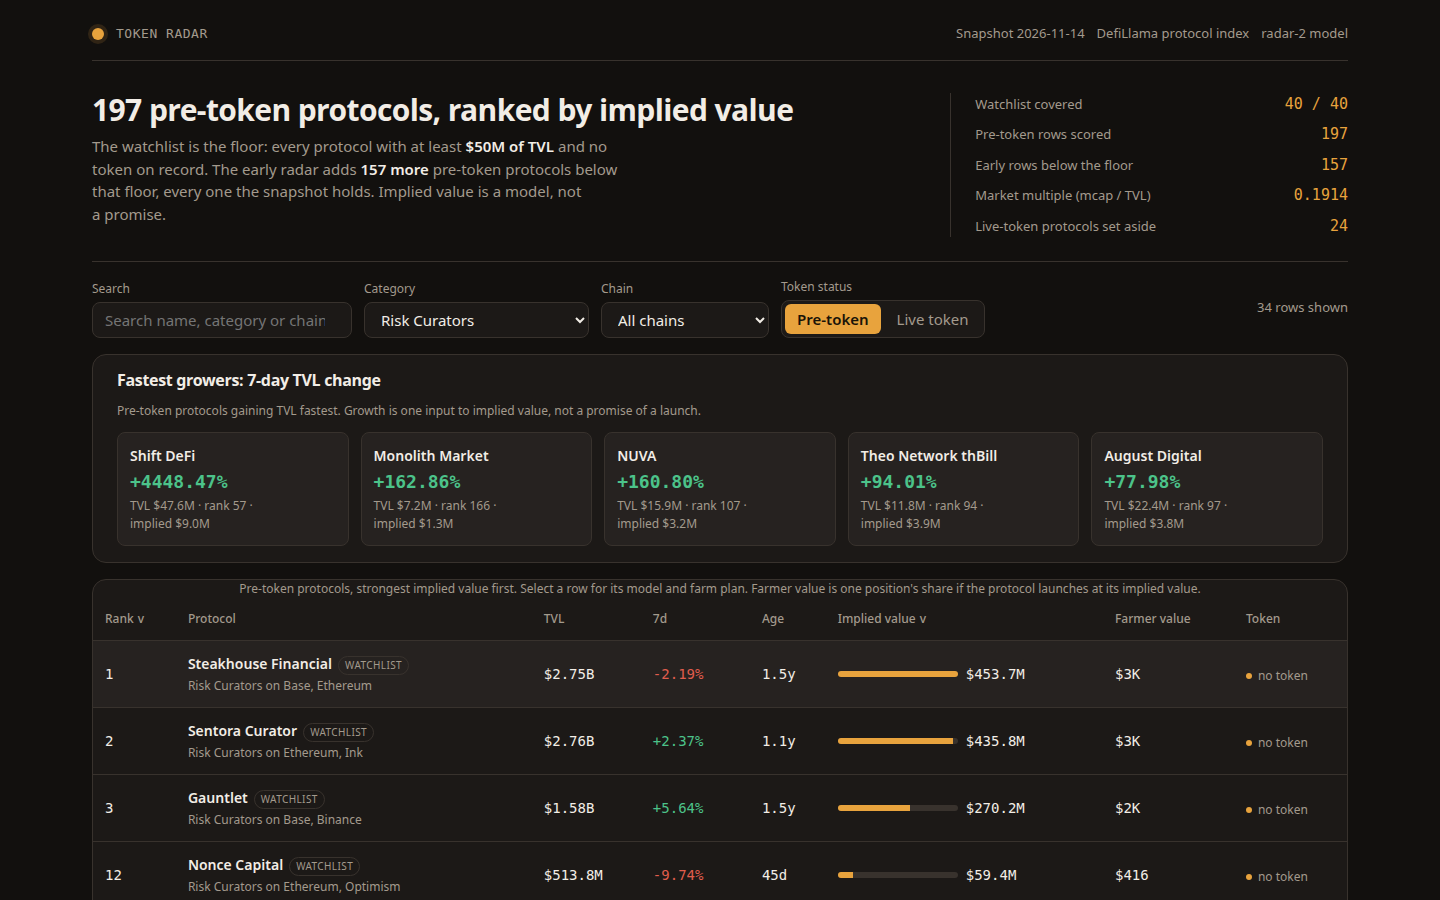 TOKEN RADAR
Snapshot 2026-11-14 DefiLlama protocol index radar-2 model
197 pre-token protocols, ranked by implied value
The watchlist is the floor: every protocol with at least $50M of TVL and no
token on record. The early radar adds 157 more pre-token protocols below
that floor, every one the snapshot holds. Implied value is a model, not
a promise.
Watchlist covered 40 / 40
Pre-token rows scored 197
Early rows below the floor 157
Market multiple (mcap / TVL) 0.1914
Live-token protocols set aside 24
Search Category Chain Token status
Search name, category or chain Risk Curators All chains Pre-token Live token
34 rows shown
Fastest growers: 7-day TVL change
Pre-token protocols gaining TVL fastest. Growth is one input to implied value, not a promise of a launch.
Shift DeFi
+4448.47%
TVL $47.6M · rank 57 ·
implied $9.0M
Monolith Market
+162.86%
TVL $7.2M · rank 166 ·
implied $1.3M
NUVA
+160.80%
TVL $15.9M · rank 107 ·
implied $3.2M
Theo Network thBill
+94.01%
TVL $11.8M · rank 94 ·
implied $3.9M
August Digital
+77.98%
TVL $22.4M · rank 97 ·
implied $3.8M
Pre-token protocols, strongest implied value first. Select a row for its model and farm plan. Farmer value is one position's share if the protocol launches at its implied value.
Rank v Protocol TVL 7d Age Implied value v Farmer value Token
1 Steakhouse Financial WATCHLIST $2.75B -2.19% 1.5y $453.7M $3K no token
Risk Curators on Base, Ethereum
2 Sentora Curator WATCHLIST $2.76B +2.37% 1.1y $435.8M $3K no token
Risk Curators on Ethereum, Ink
3 Gauntlet WATCHLIST $1.58B +5.64% 1.5y $270.2M $2K no token
Risk Curators on Base, Binance
12 Nonce Capital WATCHLIST $513.8M -9.74% 45d $59.4M $416 no token
Risk Curators on Ethereum, Optimism